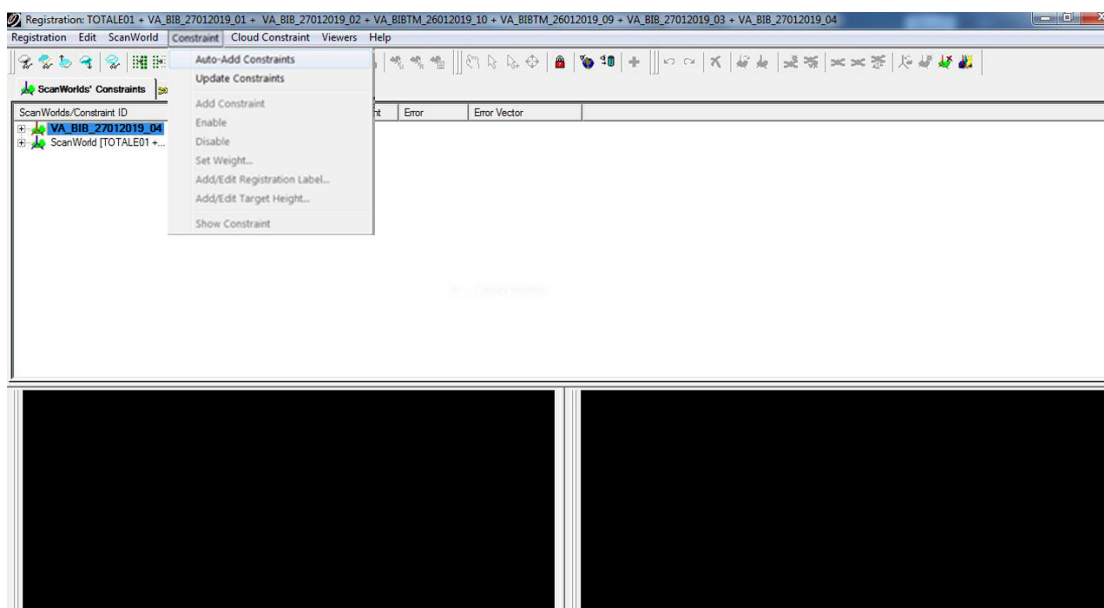 Registration: TOTALE01 + VA_BIB_27012019_01 + VA_BIB_27012019_02 + VA_BIBTM_26012019_10 + VA_BIBTM_26012019_09 + VA_BIB_27012019_03 + VA_BIB_27012019_04
Registration Edit ScanWorld Constraint Cloud Constraint Viewers Help
Auto-Add Constraints
ScanWorlds' Constraints
Update Constraints
Add Constraint
ScanWorlds/Constraint ID Error Error Vector
Enable
VA_BIB_27012019_04
Disable
ScanWorld [TOTALE01 +...
Set Weight...
Add/Edit Registration Label...
Add/Edit Target Height...
Show Constraint